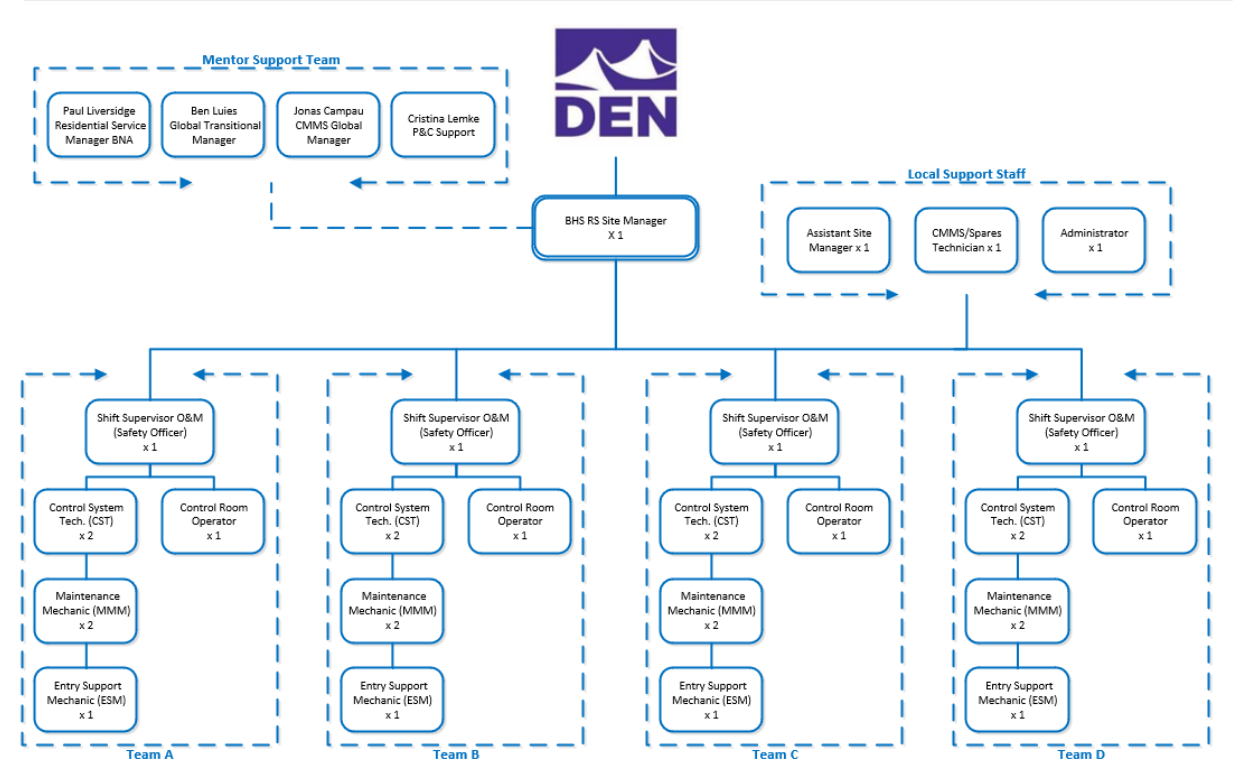 DEN
Mentor Support Team
Paul Liversidge
Residential Service
Manager BNA
Ben Luies
Global Transitional
Manager
Jonas Campau
CMMS Global
Manager
Cristina Lemke
P&C Support
BHS RS Site Manager
X 1
Local Support Staff
Assistant Site
Manager x 1
CMMS/Spares
Technician x 1
Administrator
x 1
Shift Supervisor O&M
(Safety Officer)
x 1
Control System
Tech. (CST)
x 2
Control Room
Operator
x 1
Maintenance
Mechanic (MMM)
x 2
Entry Support
Mechanic (ESM)
x 1
Team A
Shift Supervisor O&M
(Safety Officer)
x 1
Control System
Tech. (CST)
x 2
Control Room
Operator
x 1
Maintenance
Mechanic (MMM)
x 2
Entry Support
Mechanic (ESM)
x 1
Team B
Shift Supervisor O&M
(Safety Officer)
x 1
Control System
Tech. (CST)
x 2
Control Room
Operator
x 1
Maintenance
Mechanic (MMM)
x 2
Entry Support
Mechanic (ESM)
x 1
Team C
Shift Supervisor O&M
(Safety Officer)
x 1
Control System
Tech. (CST)
x 2
Control Room
Operator
x 1
Maintenance
Mechanic (MMM)
x 2
Entry Support
Mechanic (ESM)
x 1
Team D